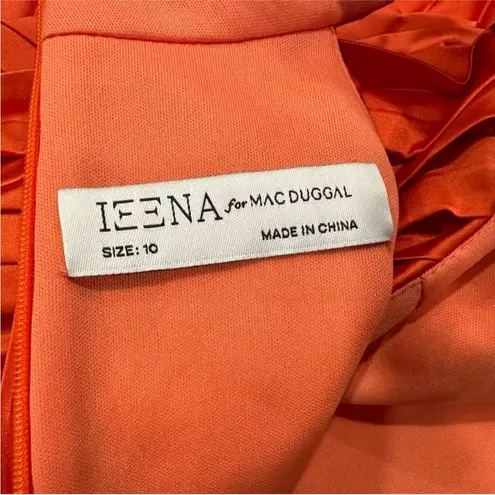 IEENA for MAC DUGGAL
SIZE: 10 MADE IN CHINA